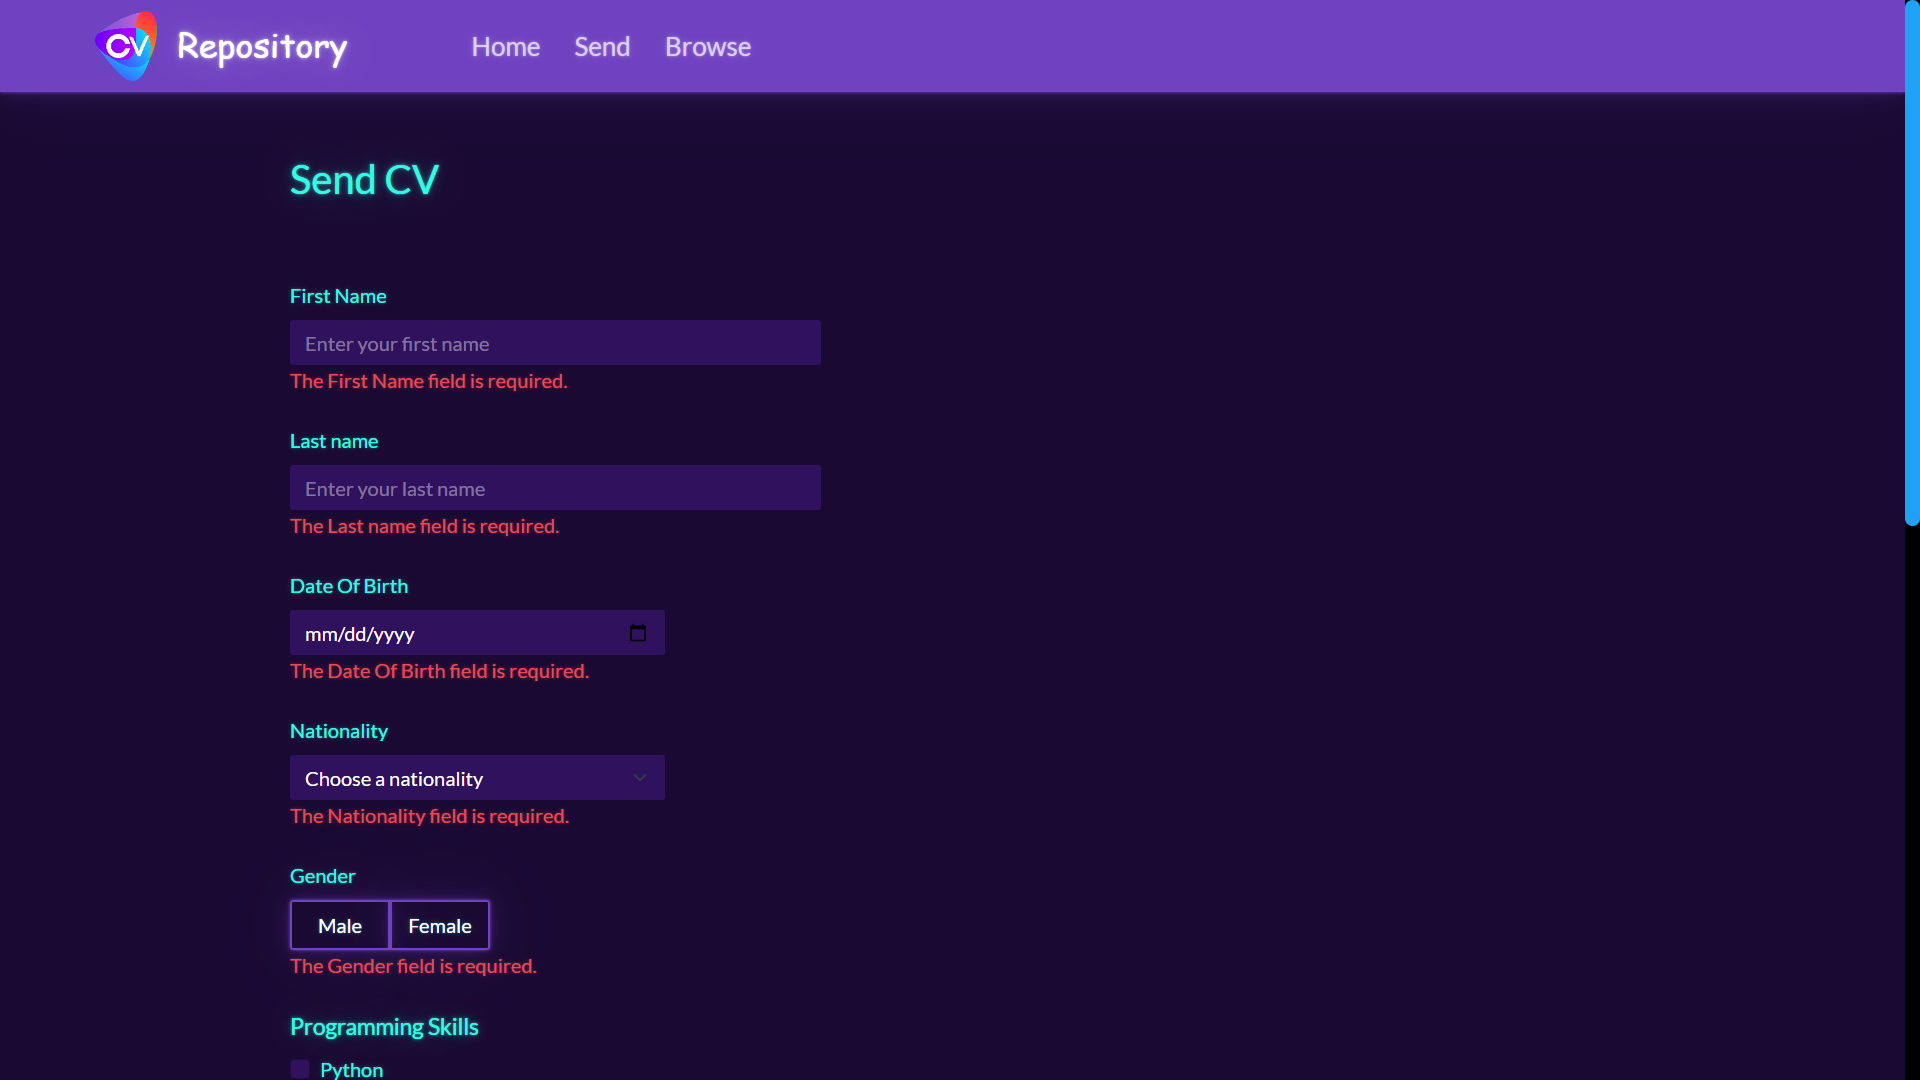 CV Repository Home Send Browse
Send CV
First Name
Enter your first name
The First Name field is required.
Last name
Enter your last name
The Last name field is required.
Date Of Birth
mm/dd/yyyy
The Date Of Birth field is required.
Nationality
Choose a nationality
The Nationality field is required.
Gender
Male Female
The Gender field is required.
Programming Skills
Python